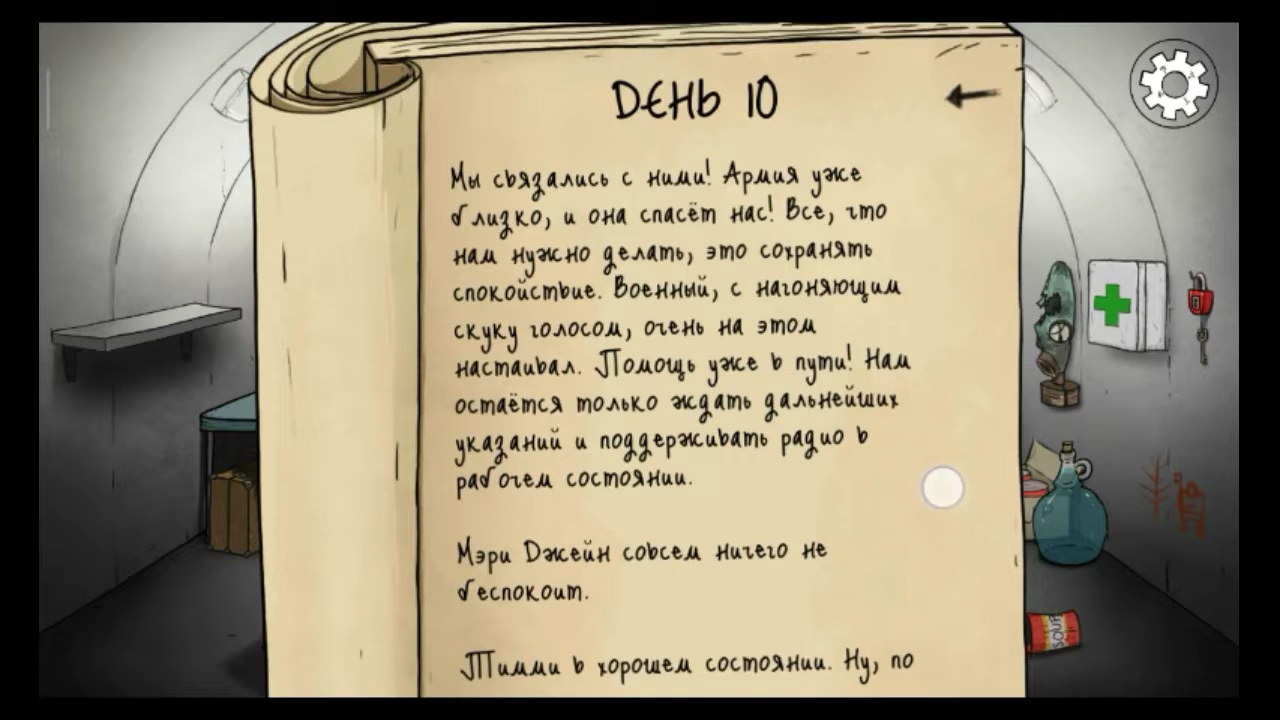 ДЕНЬ 10
Мы связались с ними! Армия уже
близко, и она спасёт нас! Все, что
нам нужно делать, это сохранять
спокойствие. Военный, с нагоняющим
скуку голосом, очень на этом
настаивал. Помощь уже в пути! Нам
остаётся только ждать дальнейших
указаний и поддерживать радио в
рабочем состоянии.
Мэри Джейн совсем ничего не
беспокоит.
Тимми в хорошем состоянии. Ну, по
SOUP